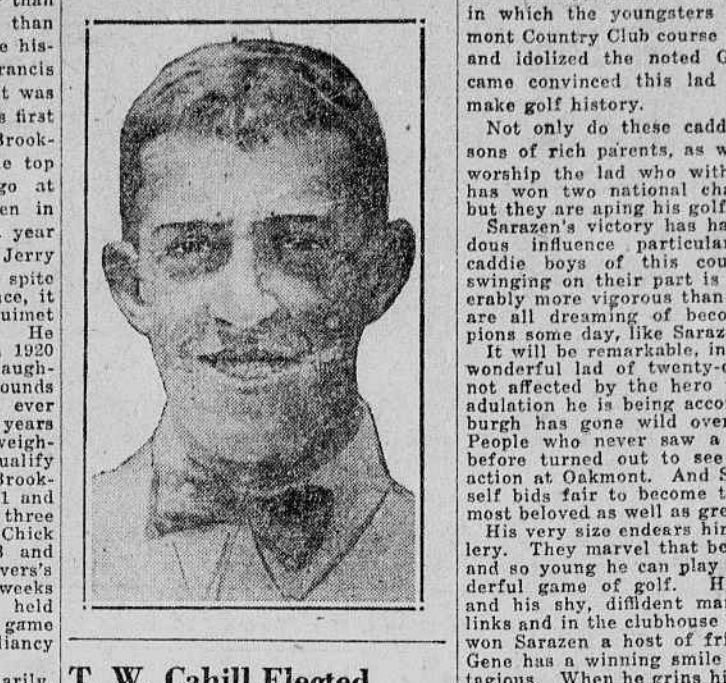 than
than
e his-
rancis
t was
s first
Brook-
e top
go at
en in
year
Jerry
spite
ce, it
uimet
He
1920
augh-
ounds
ever
years
weigh-
ualify
Brook-
1 and
three
Chick
3 and
vers's
weeks
held
game
liancy
arily,
T. W. Cahill Elected
in which the youngsters
mont Country Club course
and idolized the noted G
came convinced this lad
make golf history.
Not only do these cadd
sons of rich parents, as w
worship the lad who with
has won two national cha
but they are aping his golf
Sarazen's victory has ha
dous influence particular
caddie boys of this cou
swinging on their part is
erably more vigorous than
are all dreaming of beco
pions some day, like Saraz
It will be remarkable, in
wonderful lad of twenty-o
not affected by the hero
adulation he is being acco
burgh has gone wild over
People who never saw a
before turned out to see
action at Oakmont. And S
self bids fair to become t
most beloved as well as gre
His very size endears him
lery. They marvel that be
and so young he can play
derful game of golf. H
and his shy, diffident man
links and in the clubhouse
won Sarazen a host of fri
Gene has a winning smile
tagious. When he grins hi